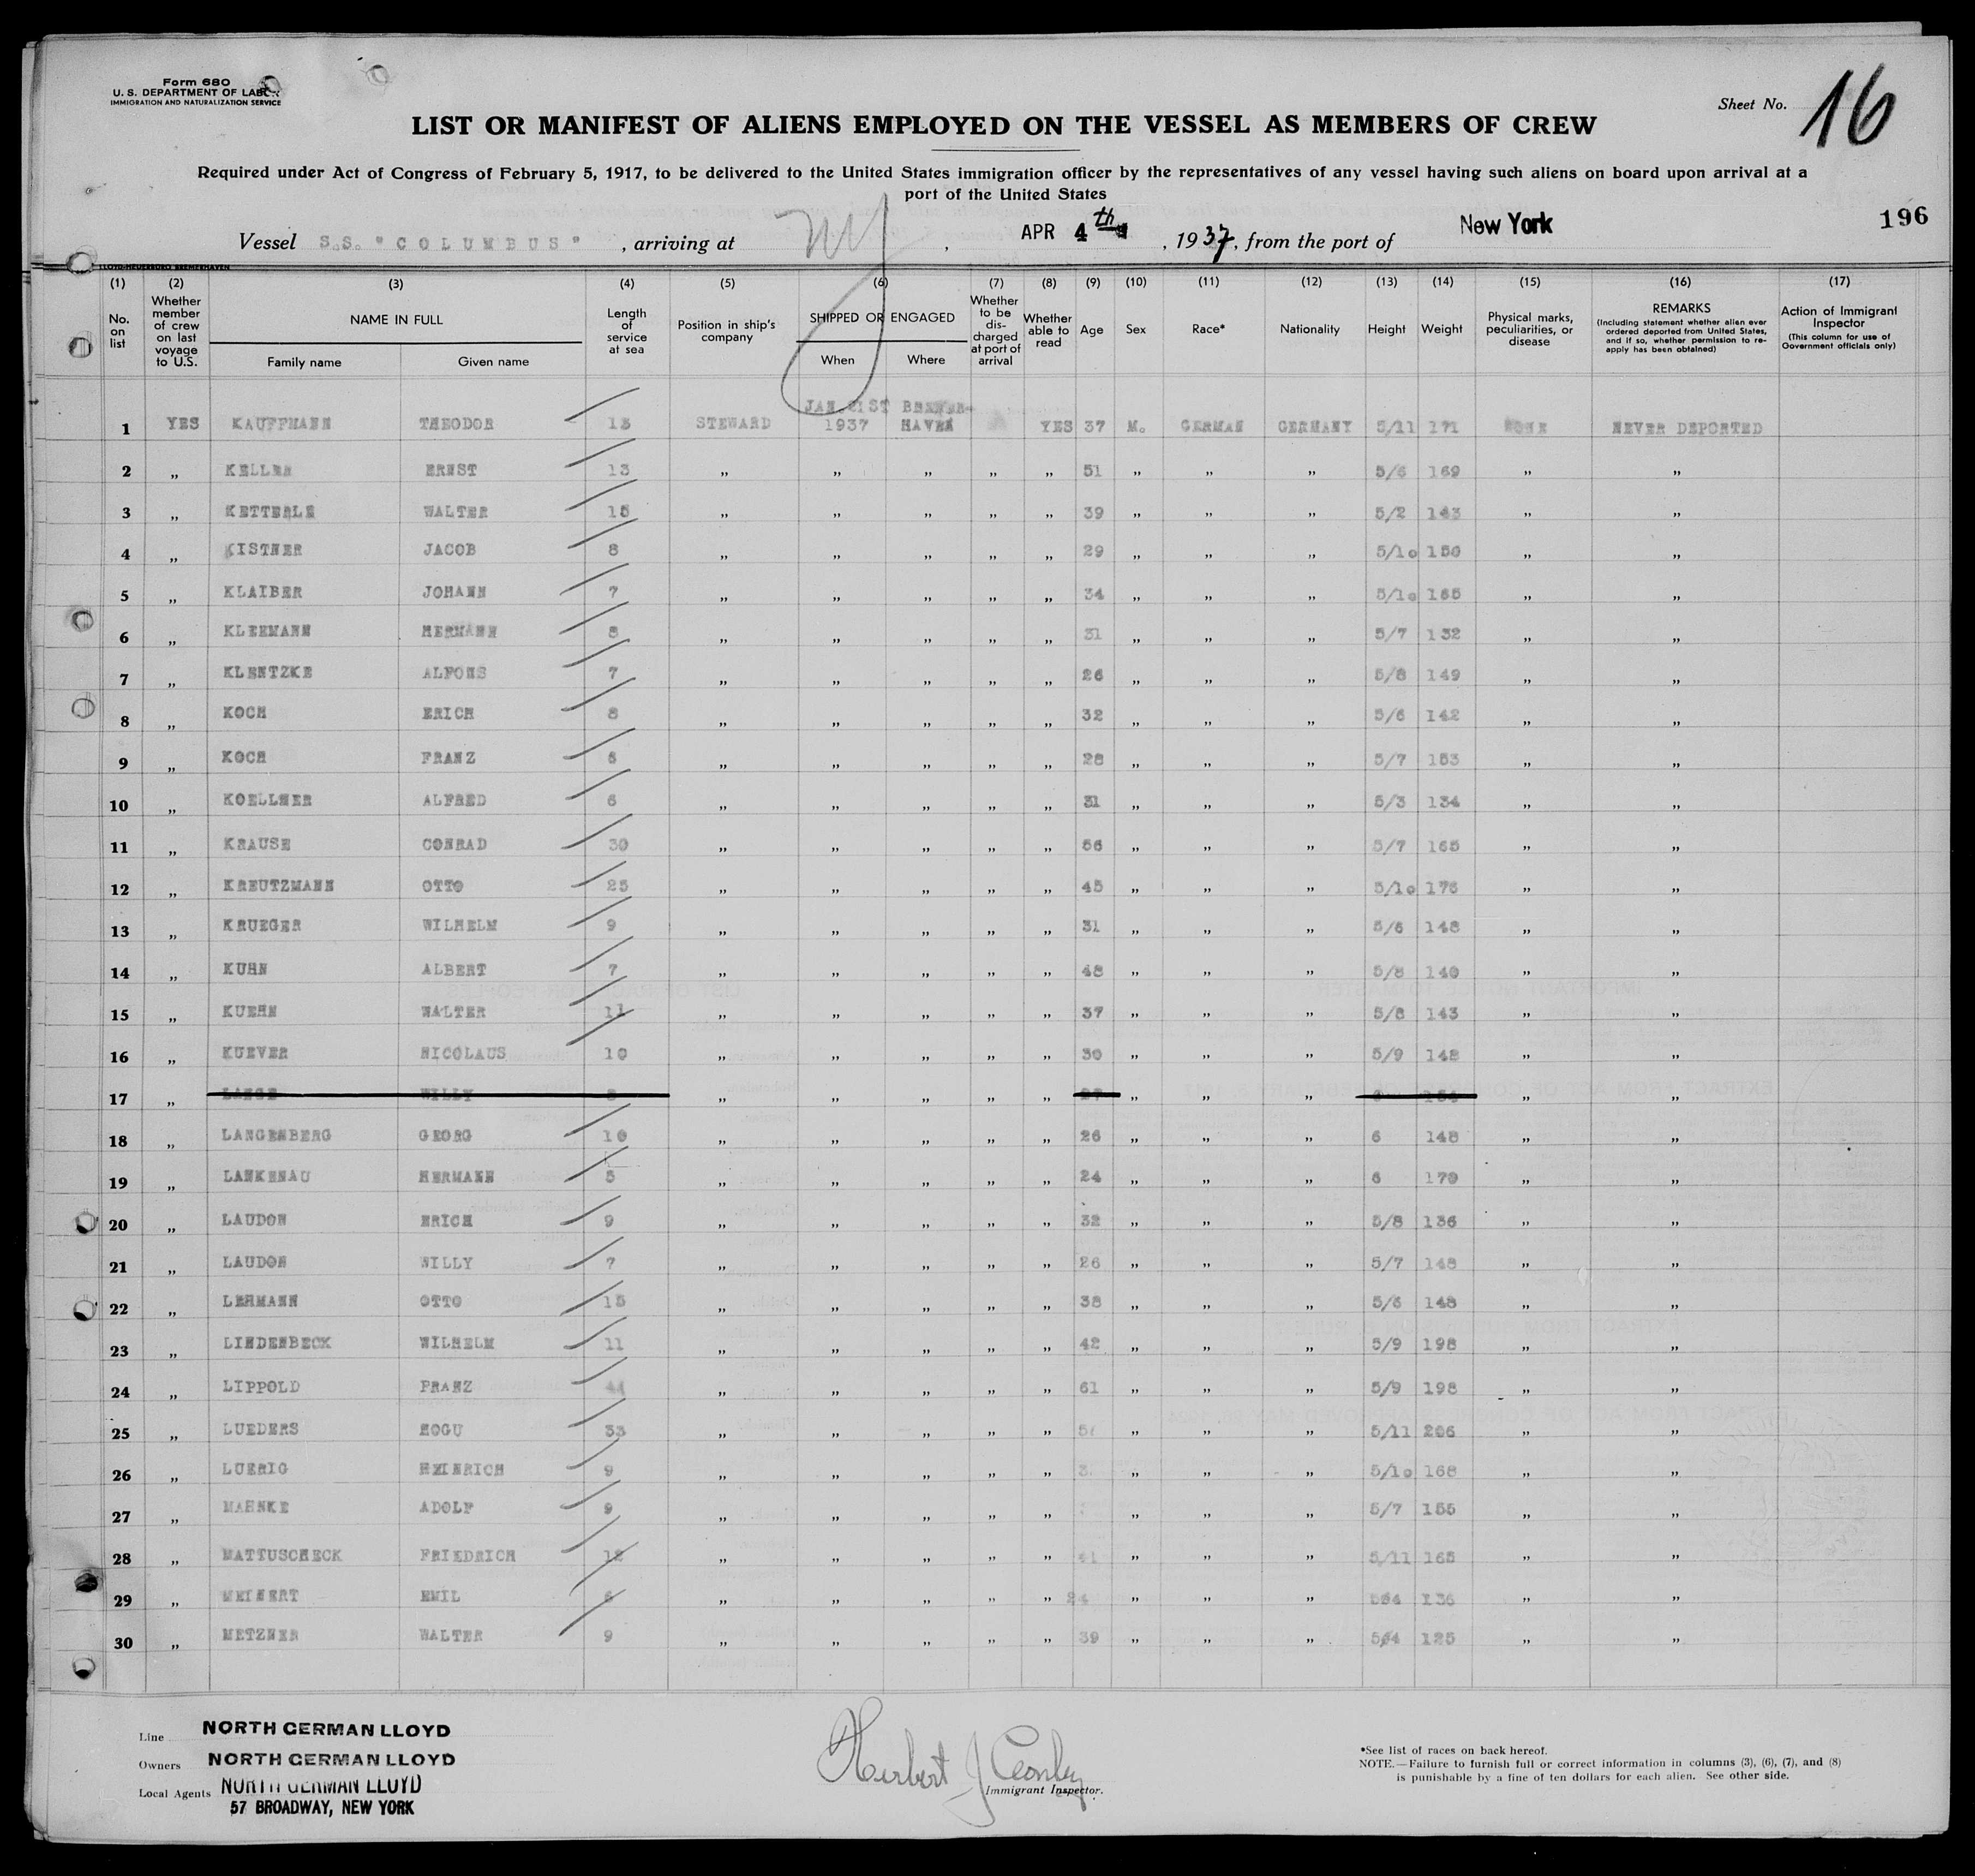 Form 680
U. S. DEPARTMENT OF LABOR
IMMIGRATION AND NATURALIZATION SERVICE
Sheet No. 16
LIST OR MANIFEST OF ALIENS EMPLOYED ON THE VESSEL AS MEMBERS OF CREW
Required under Act of Congress of February 5, 1917, to be delivered to the United States immigration officer by the representatives of any vessel having such aliens on board upon arrival at a
port of the United States
196
Vessel S.S. "COLUMBUS", arriving at NY, APR 4th, 1937, from the port of New York
(1) (2) (3) (4) (5) (6) (7) (8) (9) (10) (11) (12) (13) (14) (15) (16) (17)
No. on list
Whether member of crew on last voyage to U.S.
NAME IN FULL
Family name
Given name
Length of service at sea
Position in ship's company
SHIPPED OR ENGAGED
When
Where
Whether to be discharged at port of arrival
Whether able to read
Age
Sex
Race*
Nationality
Height
Weight
Physical marks, peculiarities, or disease
REMARKS
(Including statement whether alien ever ordered deported from United States, and if so, whether permission to re-apply has been obtained)
Action of Immigrant Inspector
(This column for use of Government officials only)
1 YES KAUFFMANN THEODOR 13 STEWARD JAN.21ST 1937 BREMER-HAVEN YES 37 M. GERMAN GERMANY 5/11 171 NONE NEVER DEPORTED
2 „ KELLER ERNST 13 „ „ „ „ „ 51 „ „ „ 5/6 169 „ „
3 „ KETTERLE WALTER 15 „ „ „ „ „ 39 „ „ „ 5/2 143 „ „
4 „ KISTNER JACOB 8 „ „ „ „ „ 29 „ „ „ 5/10 150 „ „
5 „ KLAIBER JOHANN 7 „ „ „ „ „ 34 „ „ „ 5/10 165 „ „
6 „ KLEEMANN HERMANN 8 „ „ „ „ „ 31 „ „ „ 5/7 132 „ „
7 „ KLENTZKE ALFONS 7 „ „ „ „ „ 26 „ „ „ 5/8 149 „ „
8 „ KOCH ERICH 8 „ „ „ „ „ 32 „ „ „ 5/6 142 „ „
9 „ KOCH FRANZ 6 „ „ „ „ „ 28 „ „ „ 5/7 153 „ „
10 „ KOELLNER ALFRED 6 „ „ „ „ „ 31 „ „ „ 5/3 134 „ „
11 „ KRAUSE CONRAD 30 „ „ „ „ „ 56 „ „ „ 5/7 165 „ „
12 „ KREUTZMANN OTTO 25 „ „ „ „ „ 45 „ „ „ 5/10 176 „ „
13 „ KRUEGER WILHELM 9 „ „ „ „ „ 31 „ „ „ 5/6 148 „ „
14 „ KUHN ALBERT 7 „ „ „ „ „ 48 „ „ „ 5/8 140 „ „
15 „ KUEHN WALTER 11 „ „ „ „ „ 37 „ „ „ 5/8 143 „ „
16 „ KUEVER NICOLAUS 10 „ „ „ „ „ 30 „ „ „ 5/9 148 „ „
17 „ LANGE WILLY „ „ „ „ „ „ „ „ „ „
18 „ LANGENBERG GEORG 10 „ „ „ „ „ 26 „ „ „ 6 148 „ „
19 „ LANKENAU HERMANN 5 „ „ „ „ „ 24 „ „ „ 6 170 „ „
20 „ LAUDON ERICH 9 „ „ „ „ „ 32 „ „ „ 5/8 136 „ „
21 „ LAUDON WILLY 7 „ „ „ „ „ 26 „ „ „ 5/7 148 „ „
22 „ LEHMANN OTTO 15 „ „ „ „ „ 38 „ „ „ 5/6 148 „ „
23 „ LINDENBECK WILHELM 11 „ „ „ „ „ 42 „ „ „ 5/9 198 „ „
24 „ LIPPOLD FRANZ 44 „ „ „ „ „ 61 „ „ „ 5/9 198 „ „
25 „ LUEDERS HOGU 33 „ „ „ „ „ „ „ „ 5/11 206 „ „
26 „ LUERIG HEINRICH 9 „ „ „ „ „ „ „ „ 5/10 168 „ „
27 „ MAHNKE ADOLF 9 „ „ „ „ „ „ „ „ 5/7 155 „ „
28 „ MATTUSCHECK FRIEDRICH 12 „ „ „ „ „ 41 „ „ „ 5/11 165 „ „
29 „ MEINERT EMIL 6 „ „ „ „ „ 24 „ „ „ 5/4 136 „ „
30 „ METZNER WALTER 9 „ „ „ „ „ 39 „ „ „ 5/4 125 „ „
Line NORTH GERMAN LLOYD
Owners NORTH GERMAN LLOYD
Local Agents NORTH GERMAN LLOYD
57 BROADWAY, NEW YORK
Herbert J Conley
Immigrant Inspector.
*See list of races on back hereof.
NOTE.—Failure to furnish full or correct information in columns (3), (6), (7), and (8)
is punishable by a fine of ten dollars for each alien. See other side.